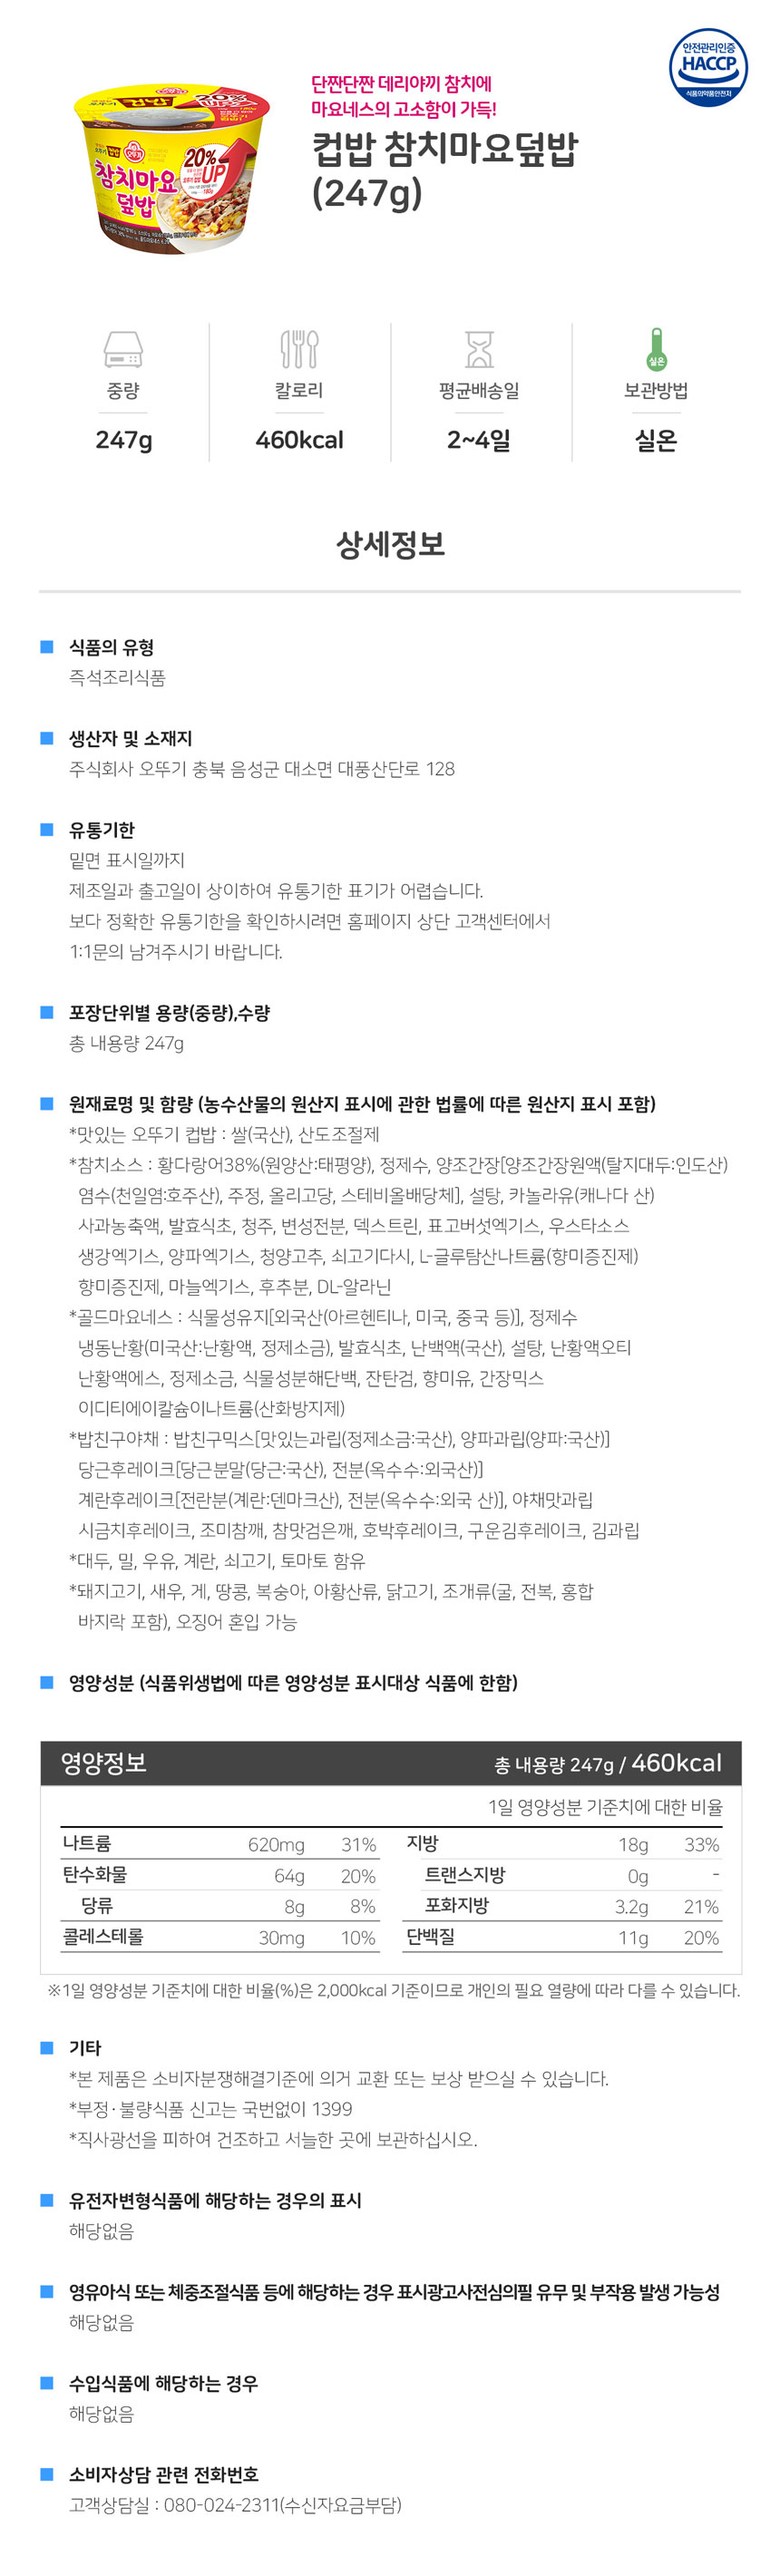 안전관리인증
HACCP
식품의약품안전처
단짠단짠 데리야끼 참치에
마요네스의 고소함이 가득!
컵밥 참치마요덮밥
(247g)
오뚜기
컵밥
20%
오뚜기 컵밥
참치마요
덮밥
20%
UP
실온
중량
칼로리
평균배송일
보관방법
247g
460kcal
2~4일
실온
상세정보
식품의 유형
즉석조리식품
생산자 및 소재지
주식회사 오뚜기 충북 음성군 대소면 대풍산단로 128
유통기한
밑면 표시일까지
제조일과 출고일이 상이하여 유통기한 표기가 어렵습니다.
보다 정확한 유통기한을 확인하시려면 홈페이지 상단 고객센터에서
1:1문의 남겨주시기 바랍니다.
포장단위별 용량(중량),수량
총 내용량 247g
원재료명 및 함량 (농수산물의 원산지 표시에 관한 법률에 따른 원산지 표시 포함)
*맛있는 오뚜기 컵밥 : 쌀(국산), 산도조절제
*참치소스 : 황다랑어38%(원양산:태평양), 정제수, 양조간장[양조간장원액(탈지대두:인도산)
염수(천일염:호주산), 주정, 올리고당, 스테비올배당체], 설탕, 카놀라유(캐나다 산)
사과농축액, 발효식초, 청주, 변성전분, 덱스트린, 표고버섯엑기스, 우스타소스
생강엑기스, 양파엑기스, 청양고추, 쇠고기다시, L-글루탐산나트륨(향미증진제)
향미증진제, 마늘엑기스, 후추분, DL-알라닌
*골드마요네스 : 식물성유지[외국산(아르헨티나, 미국, 중국 등)], 정제수
냉동난황(미국산:난황액, 정제소금), 발효식초, 난백액(국산), 설탕, 난황액오티
난황액에스, 정제소금, 식물성분해단백, 잔탄검, 향미유, 간장믹스
이디티에이칼슘이나트륨(산화방지제)
*밥친구야채 : 밥친구믹스[맛있는과립(정제소금:국산), 양파과립(양파:국산)]
당근후레이크[당근분말(당근:국산), 전분(옥수수:외국산)]
계란후레이크[전란분(계란:덴마크산), 전분(옥수수:외국 산)], 야채맛과립
시금치후레이크, 조미참깨, 참맛검은깨, 호박후레이크, 구운김후레이크, 김과립
*대두, 밀, 우유, 계란, 쇠고기, 토마토 함유
*돼지고기, 새우, 게, 땅콩, 복숭아, 아황산류, 닭고기, 조개류(굴, 전복, 홍합
바지락 포함), 오징어 혼입 가능
영양성분 (식품위생법에 따른 영양성분 표시대상 식품에 한함)
영양정보 총 내용량 247g / 460kcal
1일 영양성분 기준치에 대한 비율
나트륨 620mg 31% 지방 18g 33%
탄수화물 64g 20% 트랜스지방 0g -
당류 8g 8% 포화지방 3.2g 21%
콜레스테롤 30mg 10% 단백질 11g 20%
※1일 영양성분 기준치에 대한 비율(%)은 2,000kcal 기준이므로 개인의 필요 열량에 따라 다를 수 있습니다.
기타
*본 제품은 소비자분쟁해결기준에 의거 교환 또는 보상 받으실 수 있습니다.
*부정·불량식품 신고는 국번없이 1399
*직사광선을 피하여 건조하고 서늘한 곳에 보관하십시오.
유전자변형식품에 해당하는 경우의 표시
해당없음
영유아식 또는 체중조절식품 등에 해당하는 경우 표시광고사전심의필 유무 및 부작용 발생 가능성
해당없음
수입식품에 해당하는 경우
해당없음
소비자상담 관련 전화번호
고객상담실 : 080-024-2311(수신자요금부담)